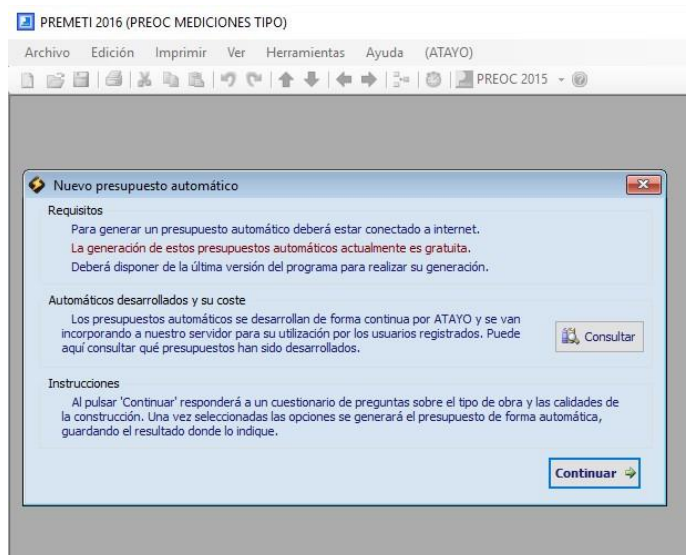 PREMETI 2016 (PREOC MEDICIONES TIPO)
Archivo Edición Imprimir Ver Herramientas Ayuda (ATAYO)
PREOC 2015
Nuevo presupuesto automático
Requisitos
Para generar un presupuesto automático deberá estar conectado a internet.
La generación de estos presupuestos automáticos actualmente es gratuita.
Deberá disponer de la última versión del programa para realizar su generación.
Automáticos desarrollados y su coste
Los presupuestos automáticos se desarrollan de forma continua por ATAYO y se van
incorporando a nuestro servidor para su utilización por los usuarios registrados. Puede
aquí consultar qué presupuestos han sido desarrollados.
Consultar
Instrucciones
Al pulsar 'Continuar' responderá a un cuestionario de preguntas sobre el tipo de obra y las calidades de
la construcción. Una vez seleccionadas las opciones se generará el presupuesto de forma automática,
guardando el resultado donde lo indique.
Continuar